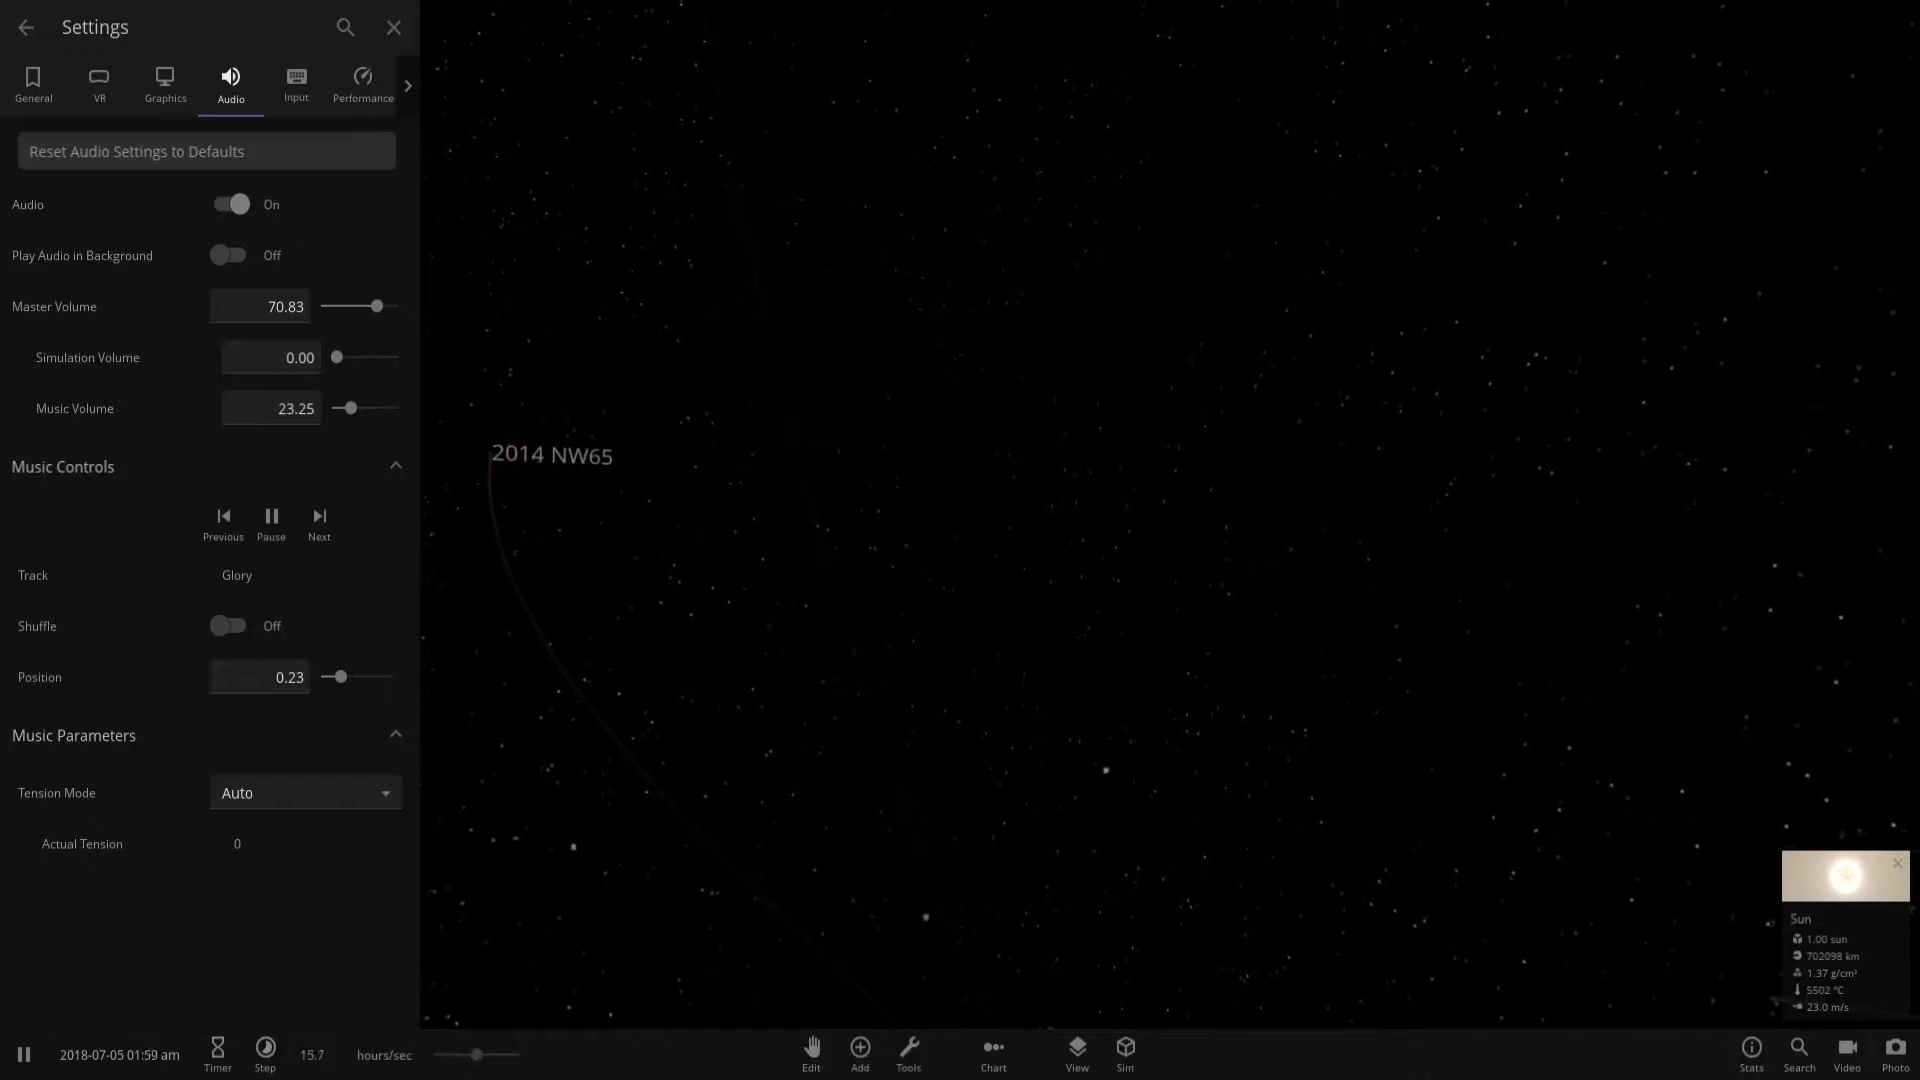 Settings
General VR Graphics Audio Input Performance
Reset Audio Settings to Defaults
Audio On
Play Audio in Background Off
Master Volume 70.83
Simulation Volume 0.00
Music Volume 23.25
Music Controls
Previous Pause Next
Track Glory
Shuffle Off
Position 0.23
Music Parameters
Tension Mode Auto
Actual Tension 0
2014 NW65
Sun
1.00 sun
702098 km
1.37 g/cm³
5502 °C
23.0 m/s
2018-07-05 01:59 am Timer Step 15.7 hours/sec Edit Add Tools Chart View Sim Stats Search Video Photo